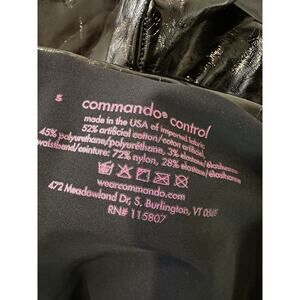 s
commando® control
made in the USA of imported fabric
52% artificial cotton/coton artificiel
45% polyurethane/polyuréthane, 3% elastane/élasthanne
waistband/ceinture: 72% nylon, 28% elastane/élasthanne
wearcommando.com
472 Meadowland Dr, S. Burlington, VT
RN# 115807